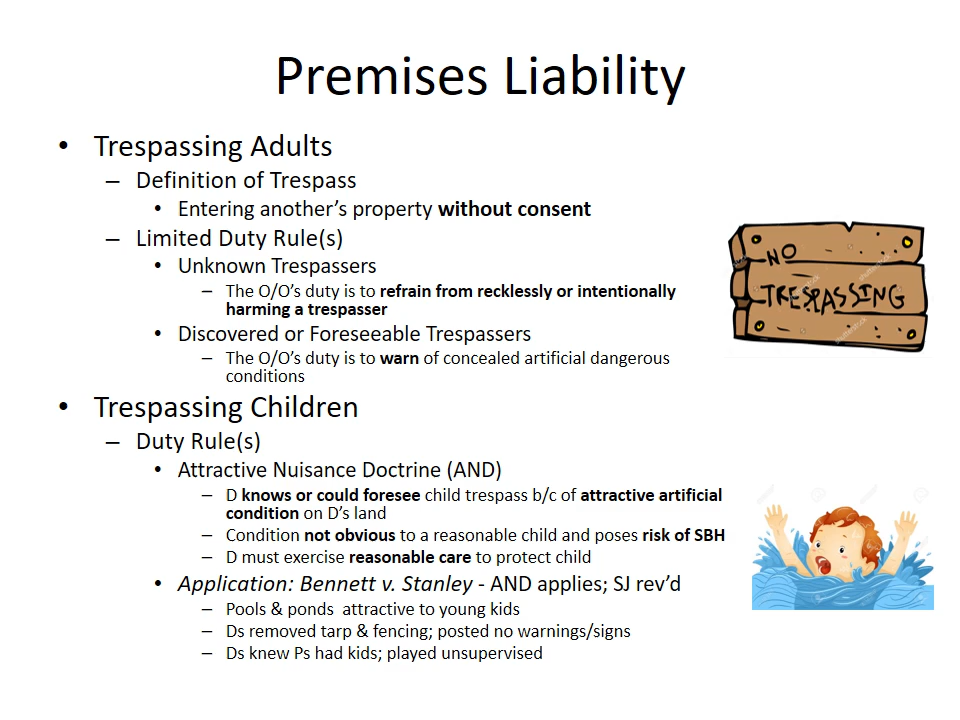 Premises Liability
• Trespassing Adults
– Definition of Trespass
• Entering another’s property without consent
– Limited Duty Rule(s)
• Unknown Trespassers
– The O/O’s duty is to refrain from recklessly or intentionally
harming a trespasser
• Discovered or Foreseeable Trespassers
– The O/O’s duty is to warn of concealed artificial dangerous
conditions
NO
TRESPASSING
• Trespassing Children
– Duty Rule(s)
• Attractive Nuisance Doctrine (AND)
– D knows or could foresee child trespass b/c of attractive artificial
condition on D’s land
– Condition not obvious to a reasonable child and poses risk of SBH
– D must exercise reasonable care to protect child
• Application: Bennett v. Stanley - AND applies; SJ rev’d
– Pools & ponds attractive to young kids
– Ds removed tarp & fencing; posted no warnings/signs
– Ds knew Ps had kids; played unsupervised